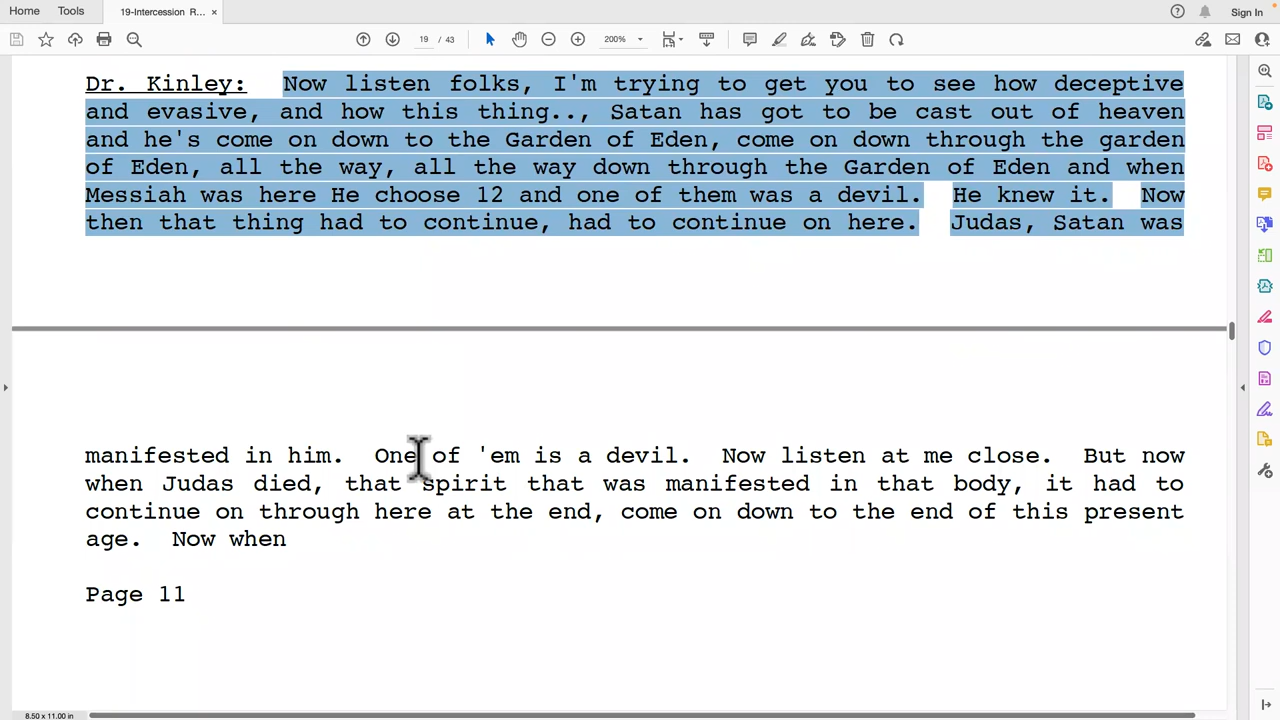 Home Tools 19-Intercession R... × Sign In
19 / 43 200%
Dr. Kinley: Now listen folks, I'm trying to get you to see how deceptive
and evasive, and how this thing.., Satan has got to be cast out of heaven
and he's come on down to the Garden of Eden, come on down through the garden
of Eden, all the way, all the way down through the Garden of Eden and when
Messiah was here He choose 12 and one of them was a devil. He knew it. Now
then that thing had to continue, had to continue on here. Judas, Satan was
manifested in him. One of 'em is a devil. Now listen at me close. But now
when Judas died, that spirit that was manifested in that body, it had to
continue on through here at the end, come on down to the end of this present
age. Now when
Page 11
8.50 x 11.00 in